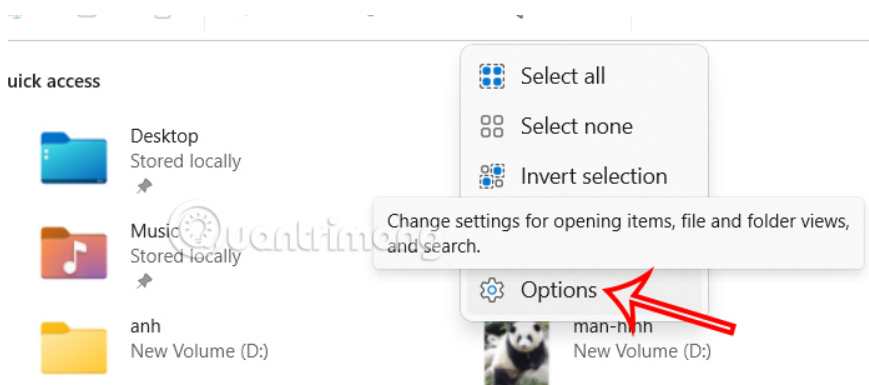 uick access
Select all
Select none
Invert selection
Desktop
Stored locally
Music
Stored locally
Quantrimang
Change settings for opening items, file and folder views,
and search.
Options
anh
New Volume (D:)
man-hinh
New Volume (D:)